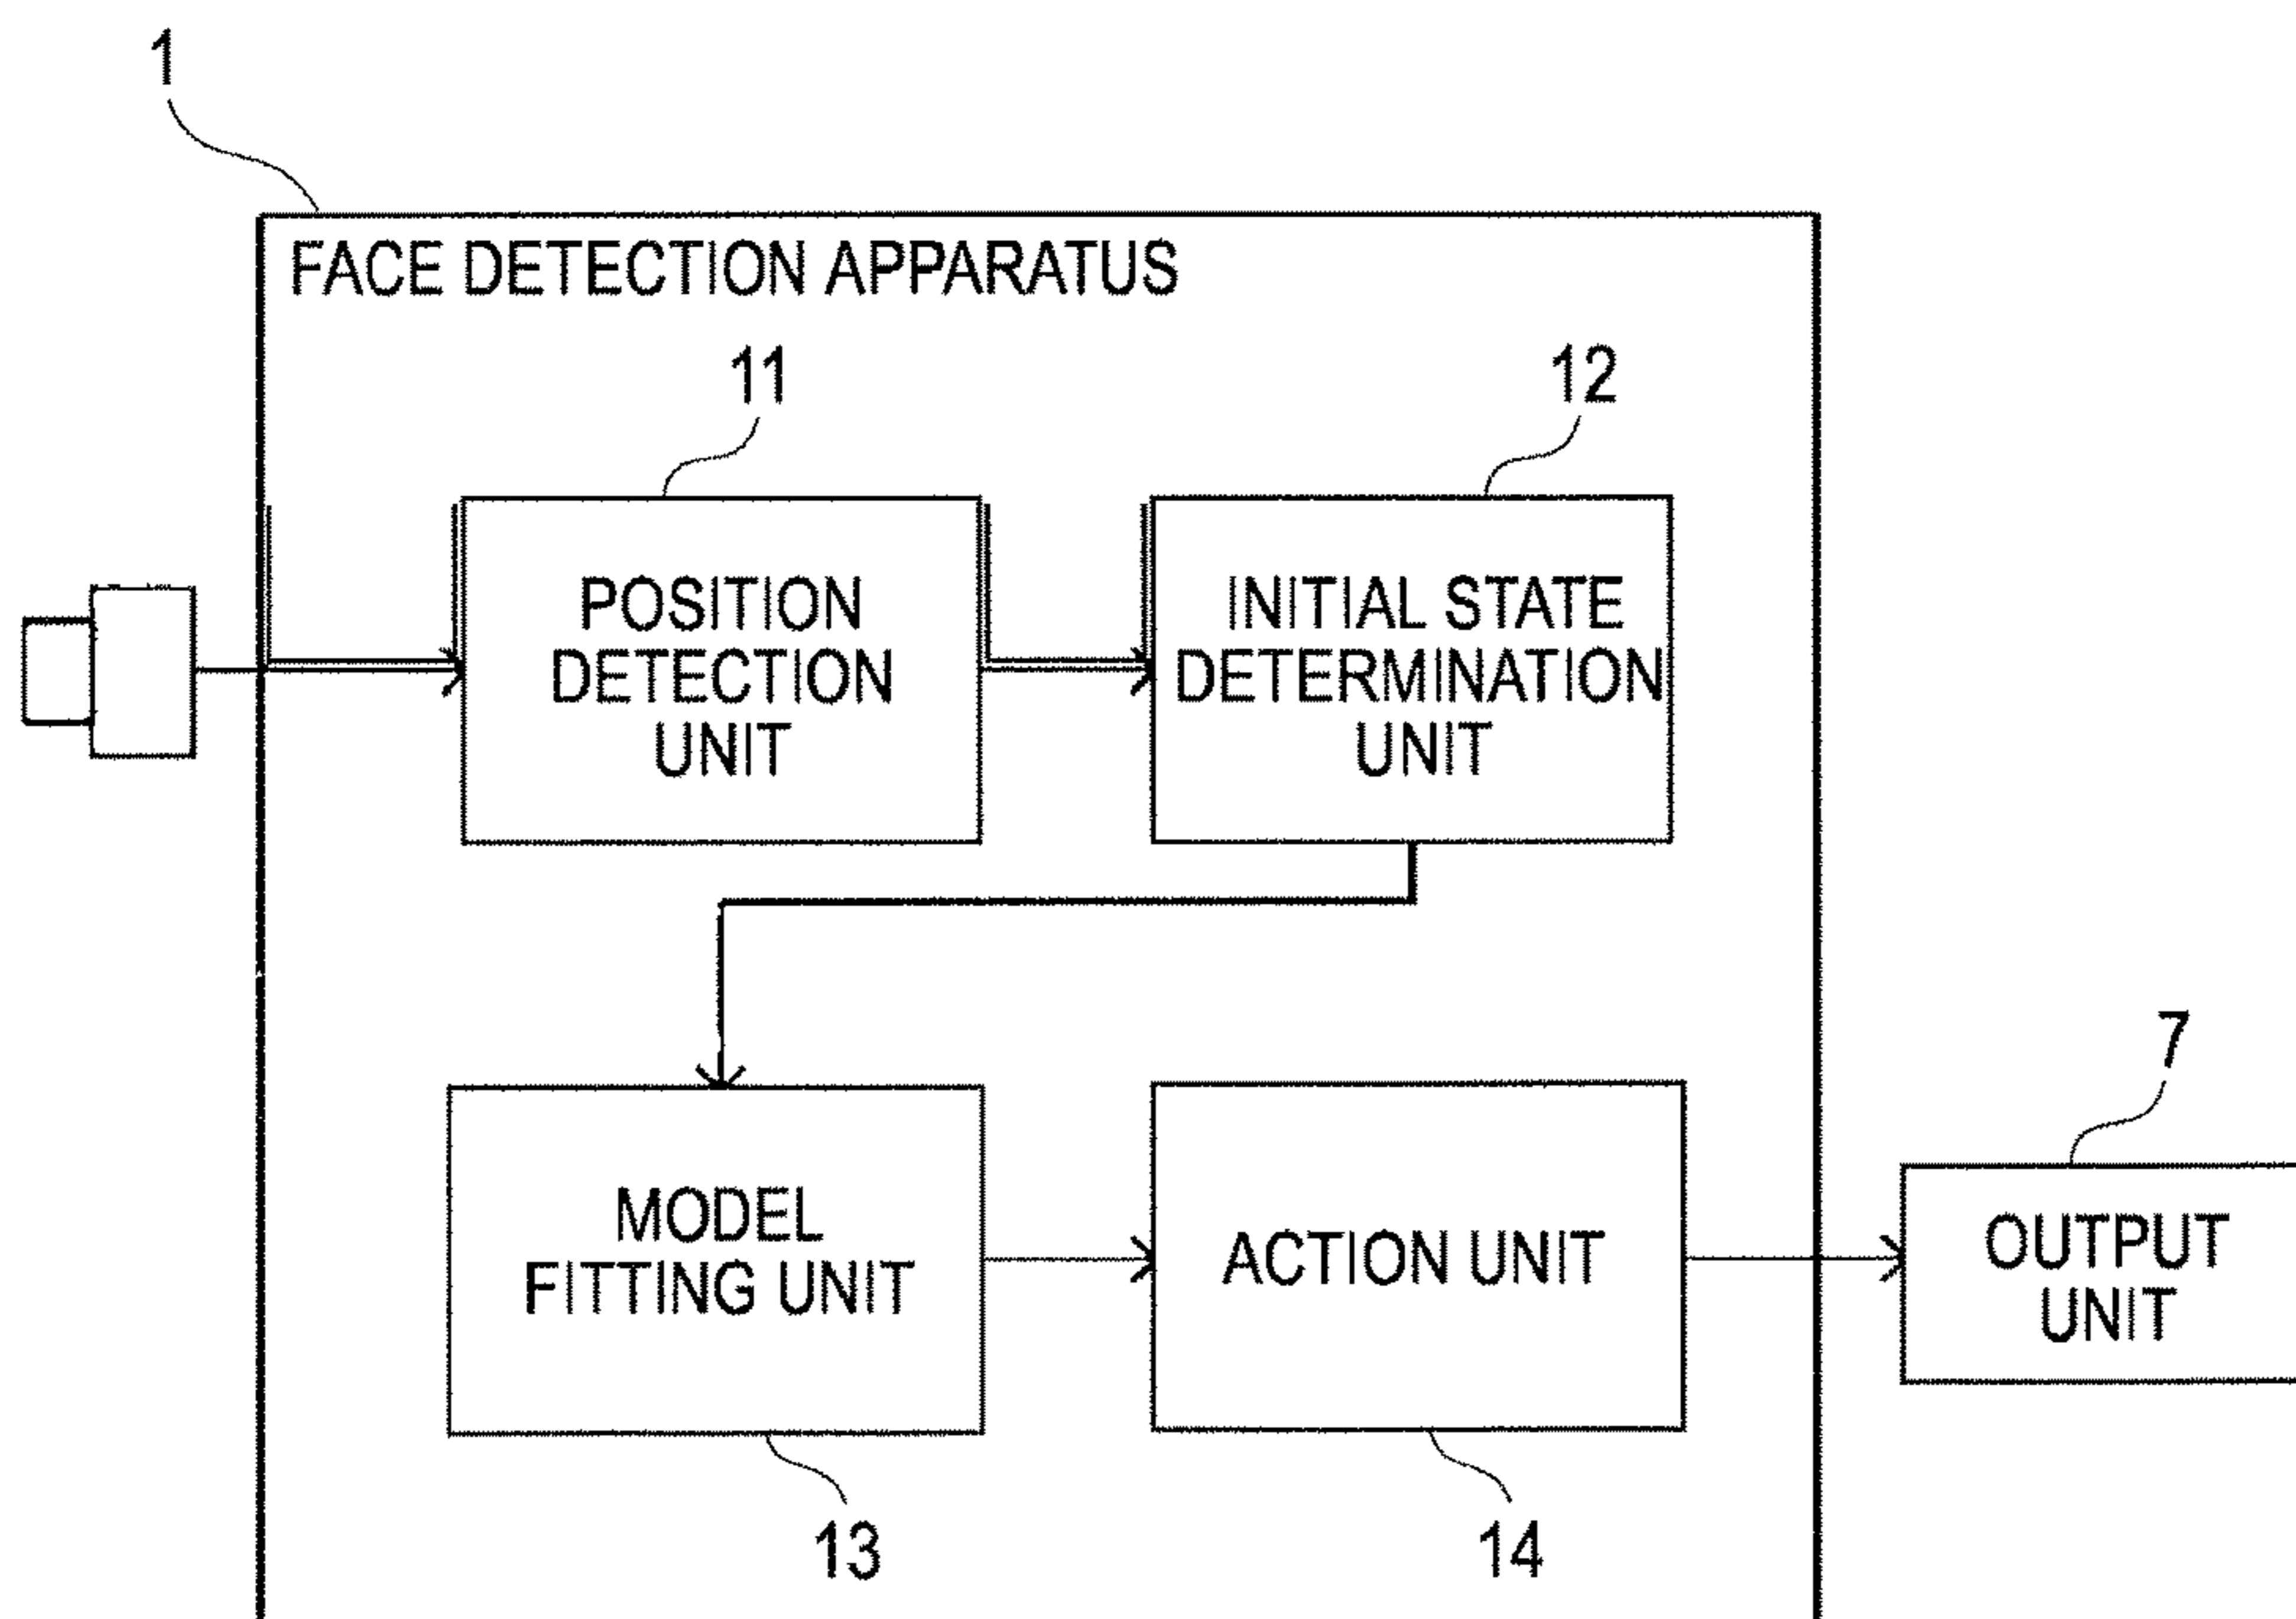 1
FACE DETECTION APPARATUS
11
12
POSITION
DETECTION
UNIT
INITIAL STATE
DETERMINATION
UNIT
7
MODEL
FITTING UNIT
ACTION UNIT
OUTPUT
UNIT
13
14